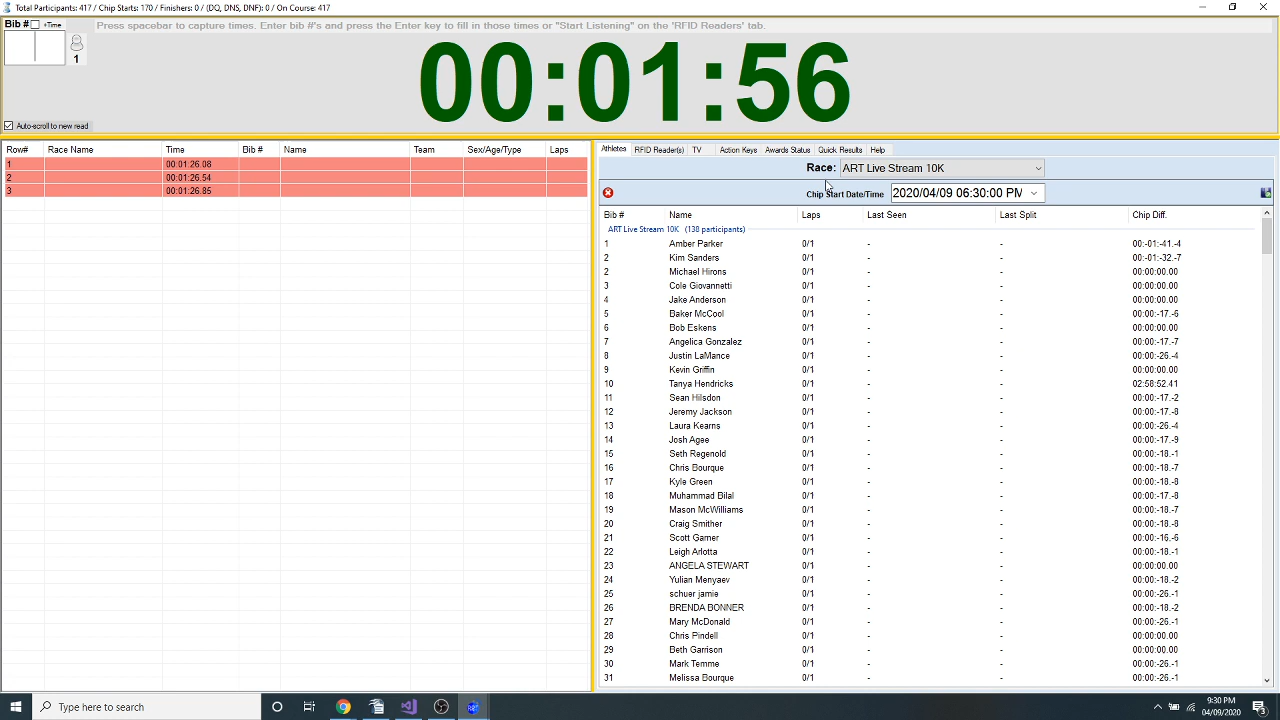 Total Participants: 417 / Chip Starts: 170 / Finishers: 0 / (DQ, DNS, DNF): 0 / On Course: 417
Bib # +Time
Press spacebar to capture times. Enter bib #'s and press the Enter key to fill in those times or "Start Listening" on the 'RFID Readers' tab.
1
00:01:56
Auto-scroll to new read
Row# Race Name Time Bib # Name Team Sex/Age/Type Laps
1 00:01:26.08
2 00:01:26.54
3 00:01:26.85
Athletes RFID Reader(s) TV Action Keys Awards Status Quick Results Help
Race: ART Live Stream 10K
Chip Start Date/Time 2020/04/09 06:30:00 PM
Bib # Name Laps Last Seen Last Split Chip Diff.
ART Live Stream 10K (138 participants)
1 Amber Parker 0/1 - - 00:-01:-41.-4
2 Kim Sanders 0/1 - - 00:-01:-32.-7
2 Michael Hirons 0/1 - - 00:00:00.00
3 Cole Giovannetti 0/1 - - 00:00:00.00
4 Jake Anderson 0/1 - - 00:00:00.00
5 Baker McCool 0/1 - - 00:00:-17.-6
6 Bob Eskens 0/1 - - 00:00:00.00
7 Angelica Gonzalez 0/1 - - 00:00:-17.-7
8 Justin LaMance 0/1 - - 00:00:-26.-4
9 Kevin Griffin 0/1 - - 00:00:00.00
10 Tanya Hendricks 0/1 - - 02:58:52.41
11 Sean Hilsdon 0/1 - - 00:00:-17.-2
12 Jeremy Jackson 0/1 - - 00:00:-17.-8
13 Laura Kearns 0/1 - - 00:00:-26.-4
14 Josh Agee 0/1 - - 00:00:-17.-9
15 Seth Regenold 0/1 - - 00:00:-18.-1
16 Chris Bourque 0/1 - - 00:00:-18.-7
17 Kyle Green 0/1 - - 00:00:-18.-8
18 Muhammad Bilal 0/1 - - 00:00:-17.-8
19 Mason McWilliams 0/1 - - 00:00:-18.-7
20 Craig Smither 0/1 - - 00:00:-18.-8
21 Scott Garner 0/1 - - 00:00:-16.-6
22 Leigh Arlotta 0/1 - - 00:00:-18.-1
23 ANGELA STEWART 0/1 - - 00:00:00.00
24 Yulian Menyaev 0/1 - - 00:00:-18.-2
25 schuer jamie 0/1 - - 00:00:-26.-1
26 BRENDA BONNER 0/1 - - 00:00:-18.-2
27 Mary McDonald 0/1 - - 00:00:-26.-1
28 Chris Pindell 0/1 - - 00:00:00.00
29 Beth Garrison 0/1 - - 00:00:00.00
30 Mark Temme 0/1 - - 00:00:-26.-1
31 Melissa Bourque 0/1 - - 00:00:-26.-1
Type here to search
9:30 PM
04/09/2020
3